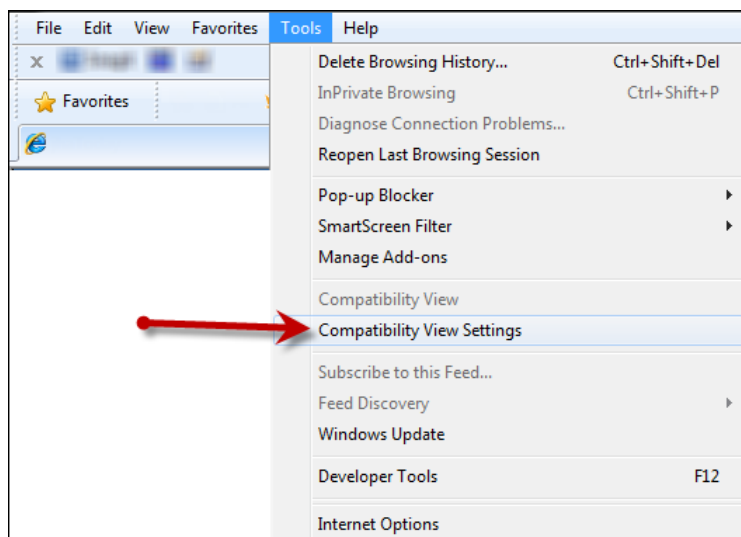 File Edit View Favorites Tools Help
x
Favorites
Delete Browsing History... Ctrl+Shift+Del
InPrivate Browsing Ctrl+Shift+P
Diagnose Connection Problems...
Reopen Last Browsing Session
Pop-up Blocker
SmartScreen Filter
Manage Add-ons
Compatibility View
Compatibility View Settings
Subscribe to this Feed...
Feed Discovery
Windows Update
Developer Tools F12
Internet Options